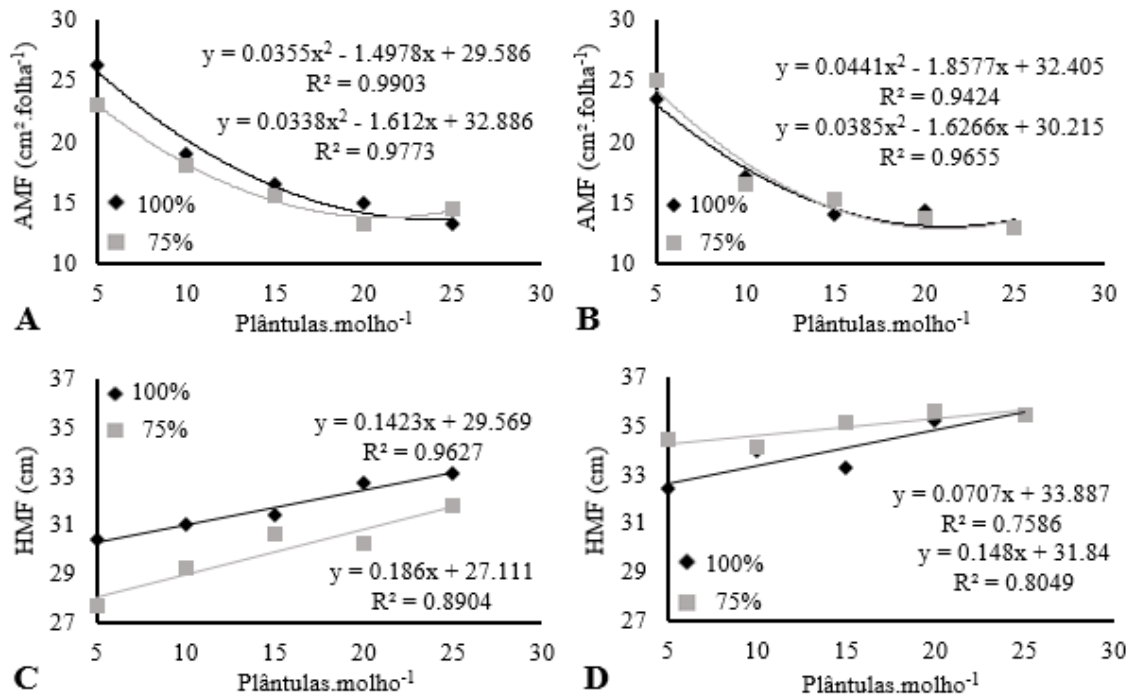 30
25
20
15
10
AMF (cm².folha⁻¹)
y = 0.0355x² - 1.4978x + 29.586
R² = 0.9903
y = 0.0338x² - 1.612x + 32.886
R² = 0.9773
100%
75%
5 10 15 20 25 30
Plântulas.molho⁻¹
A
30
25
20
15
10
AMF (cm².folha⁻¹)
y = 0.0441x² - 1.8577x + 32.405
R² = 0.9424
y = 0.0385x² - 1.6266x + 30.215
R² = 0.9655
100%
75%
5 10 15 20 25 30
Plântulas.molho⁻¹
B
37
35
33
31
29
27
HMF (cm)
100%
75%
y = 0.1423x + 29.569
R² = 0.9627
y = 0.186x + 27.111
R² = 0.8904
5 10 15 20 25 30
Plântulas.molho⁻¹
C
37
35
33
31
29
27
HMF (cm)
y = 0.0707x + 33.887
R² = 0.7586
y = 0.148x + 31.84
R² = 0.8049
100%
75%
5 10 15 20 25 30
Plântulas.molho⁻¹
D